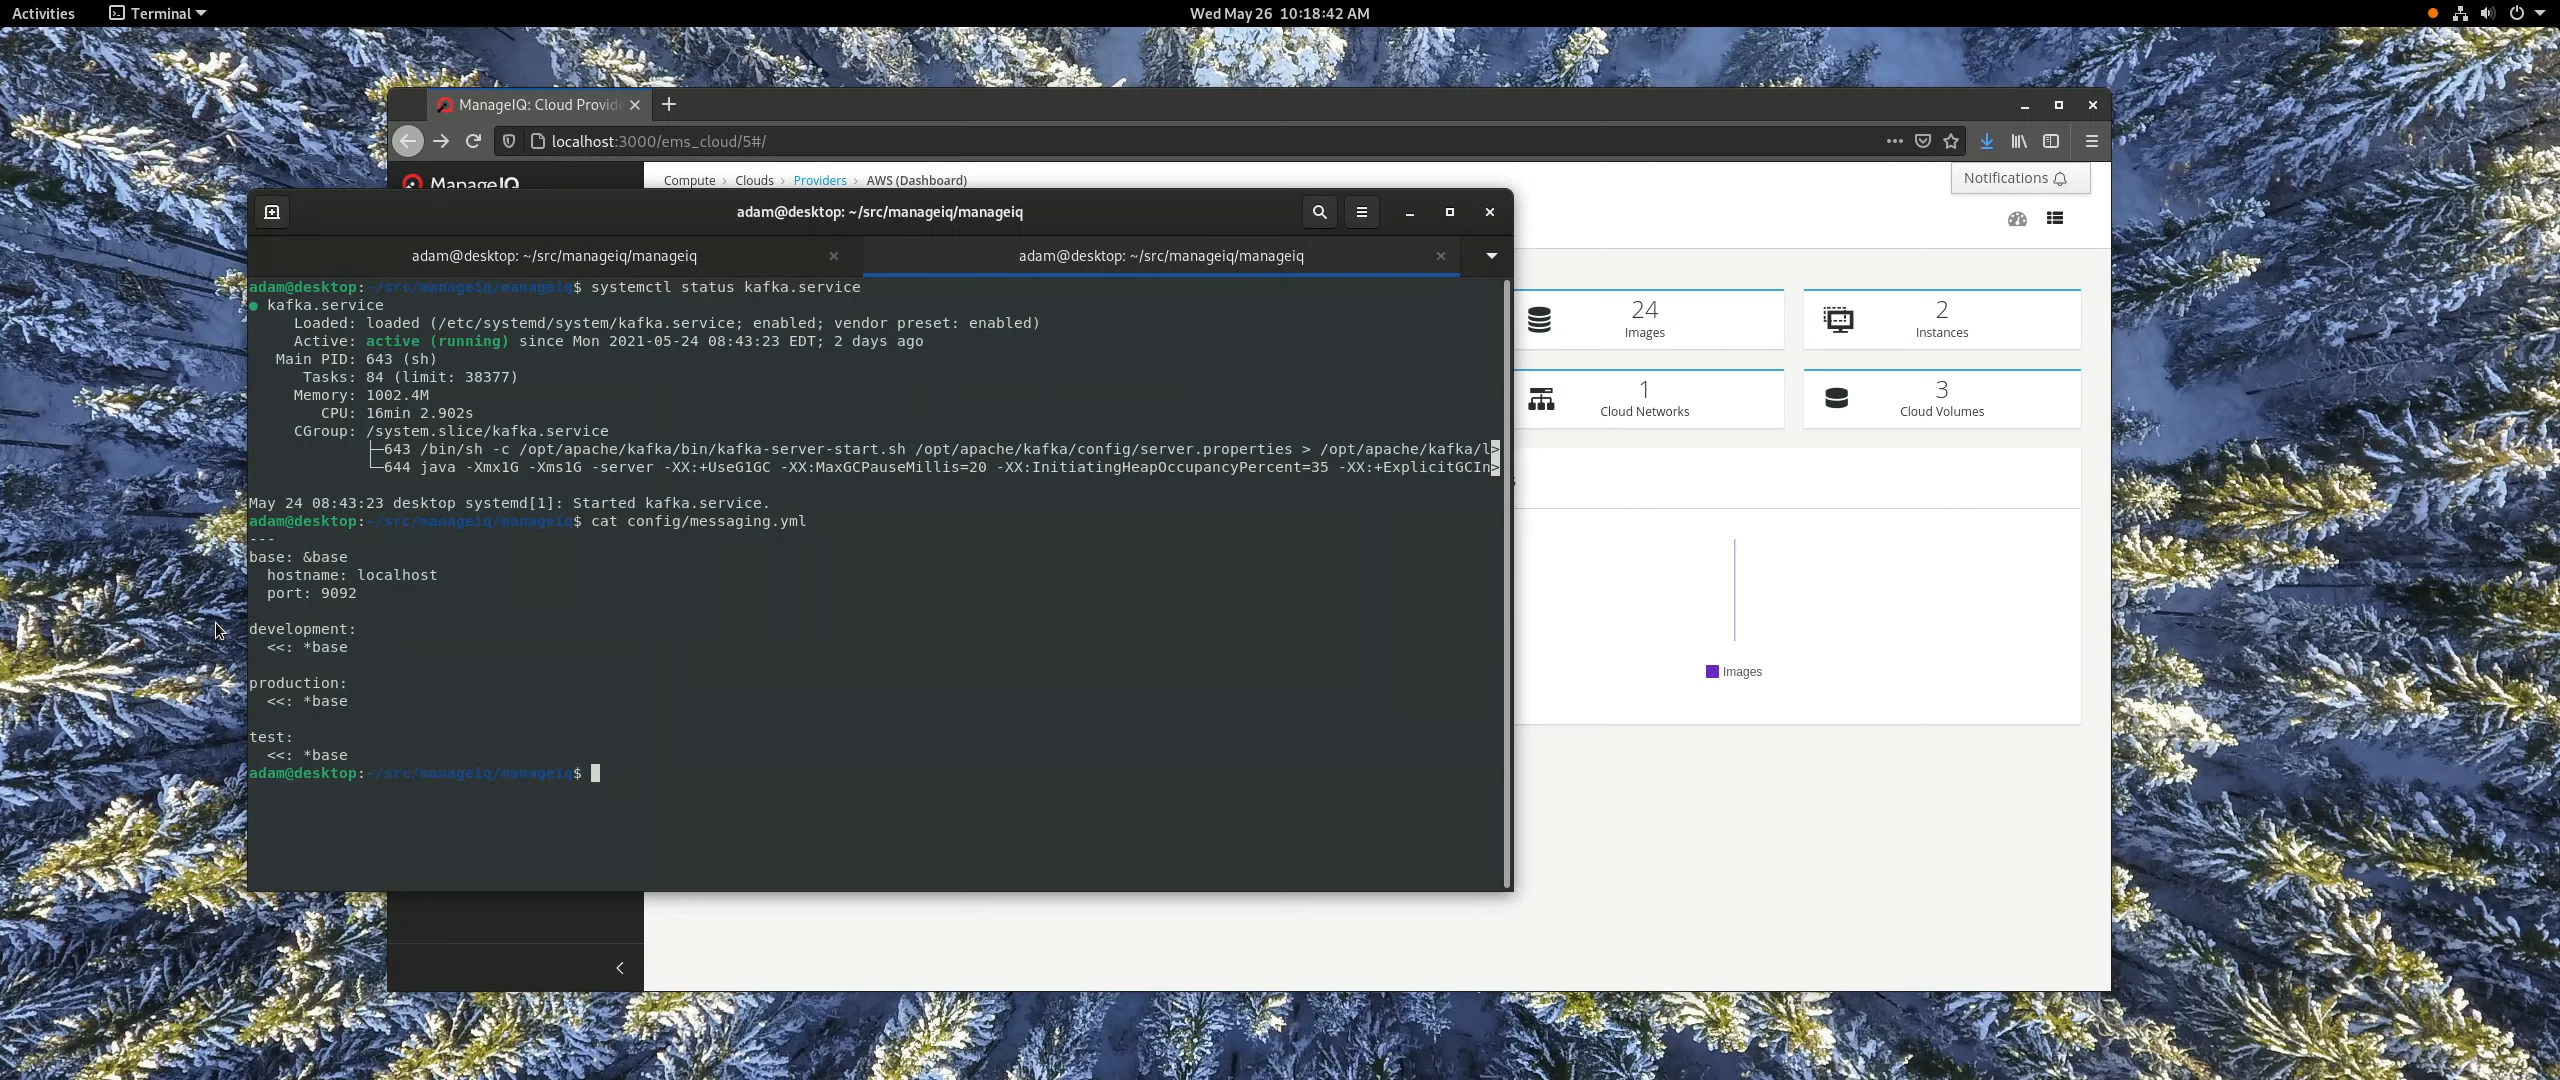 Activities
Terminal
Wed May 26 10:18:42 AM
ManageIQ: Cloud Provide
localhost:3000/ems_cloud/5#/
ManageIQ
Compute > Clouds > Providers > AWS (Dashboard)
Notifications
adam@desktop: ~/src/manageiq/manageiq
adam@desktop: ~/src/manageiq/manageiq
adam@desktop: ~/src/manageiq/manageiq
adam@desktop:~/src/manageiq/manageiq$ systemctl status kafka.service
● kafka.service
Loaded: loaded (/etc/systemd/system/kafka.service; enabled; vendor preset: enabled)
Active: active (running) since Mon 2021-05-24 08:43:23 EDT; 2 days ago
Main PID: 643 (sh)
Tasks: 84 (limit: 38377)
Memory: 1002.4M
CPU: 16min 2.902s
CGroup: /system.slice/kafka.service
├─643 /bin/sh -c /opt/apache/kafka/bin/kafka-server-start.sh /opt/apache/kafka/config/server.properties > /opt/apache/kafka/l>
└─644 java -Xmx1G -Xms1G -server -XX:+UseG1GC -XX:MaxGCPauseMillis=20 -XX:InitiatingHeapOccupancyPercent=35 -XX:+ExplicitGCIn>
May 24 08:43:23 desktop systemd[1]: Started kafka.service.
adam@desktop:~/src/manageiq/manageiq$ cat config/messaging.yml
---
base: &base
  hostname: localhost
  port: 9092
development:
  <<: *base
production:
  <<: *base
test:
  <<: *base
adam@desktop:~/src/manageiq/manageiq$
24
Images
2
Instances
1
Cloud Networks
3
Cloud Volumes
Images